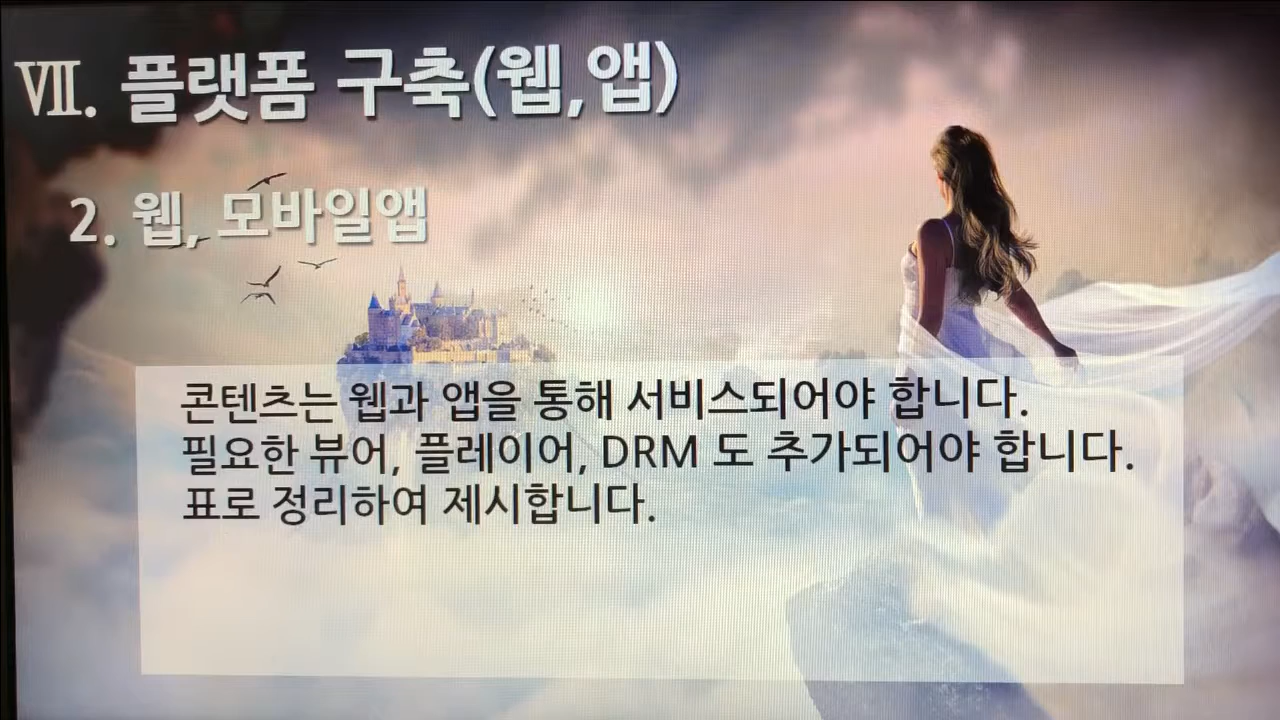 Ⅶ. 플랫폼 구축(웹,앱)
2. 웹, 모바일앱
콘텐츠는 웹과 앱을 통해 서비스되어야 합니다.
필요한 뷰어, 플레이어, DRM 도 추가되어야 합니다.
표로 정리하여 제시합니다.